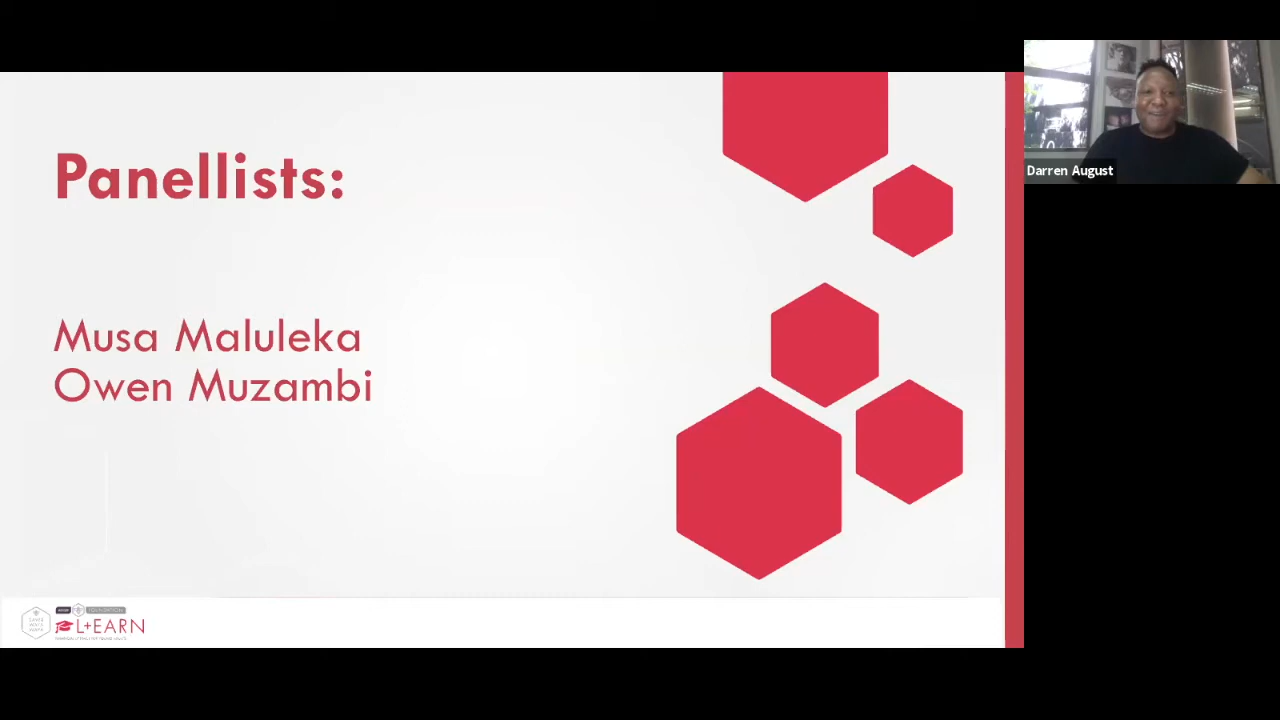 Panellists:
Musa Maluleka
Owen Muzambi
L+EARN
Darren August